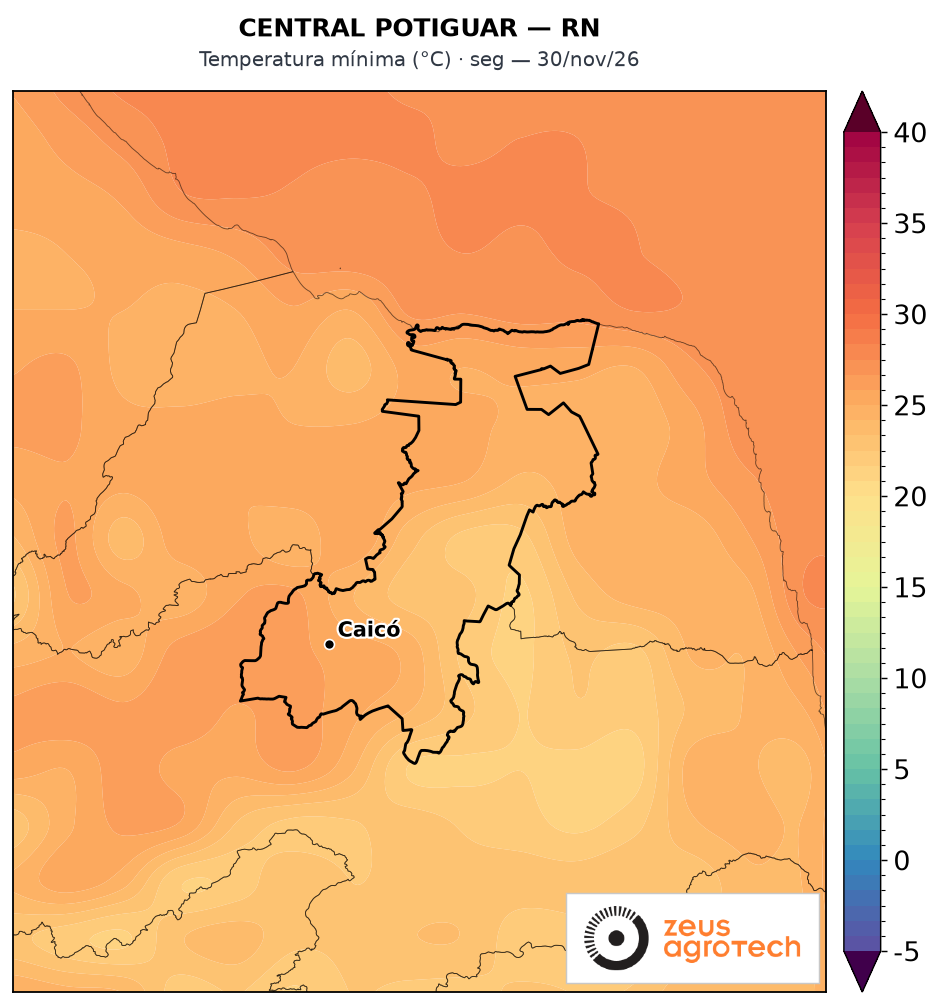 CENTRAL POTIGUAR — RN
Temperatura mínima (°C) · seg — 30/nov/26
40
35
30
25
20
15
10
5
0
-5
Caicó
zeus
agrotech